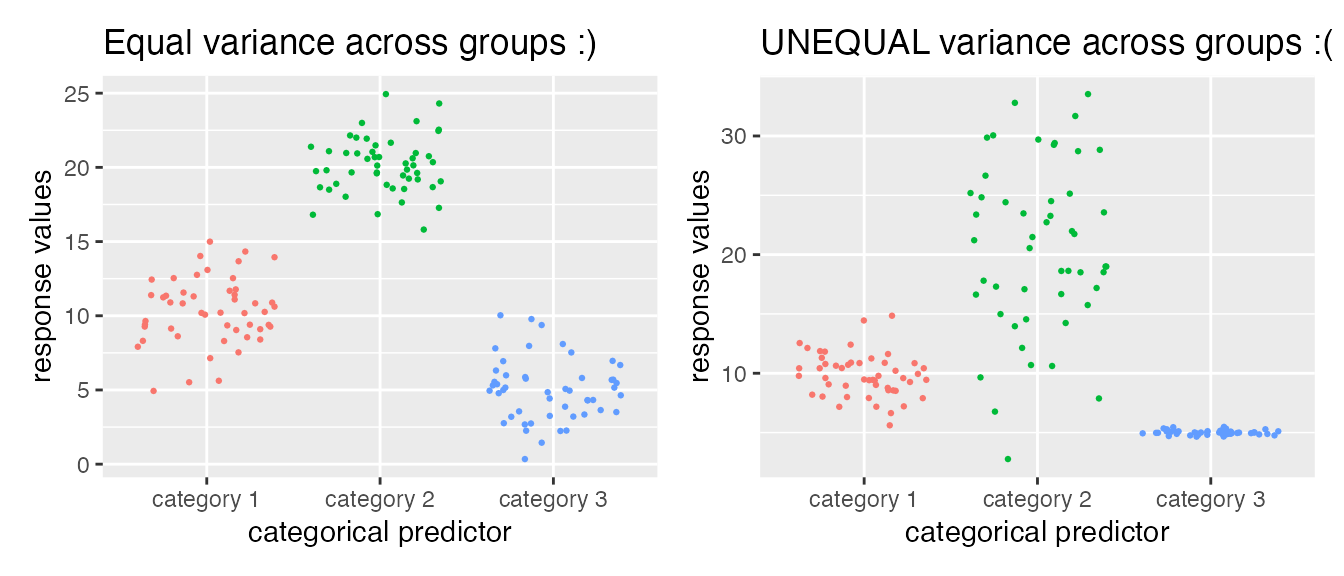 Equal variance across groups :)
25
20
15
10
5
0
response values
category 1
category 2
category 3
categorical predictor
UNEQUAL variance across groups :(
30
20
10
response values
category 1
category 2
category 3
categorical predictor